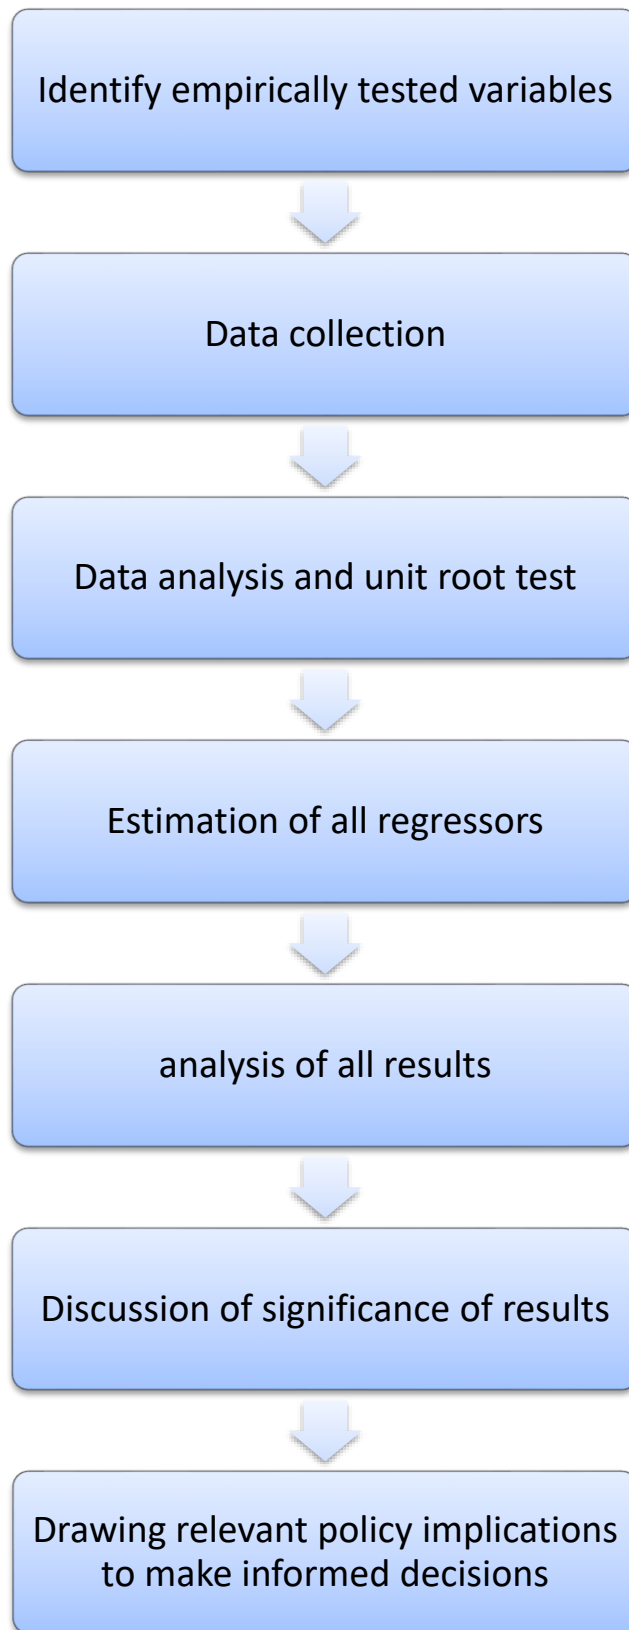 Identify empirically tested variables
Data collection
Data analysis and unit root test
Estimation of all regressors
analysis of all results
Discussion of significance of results
Drawing relevant policy implications
to make informed decisions